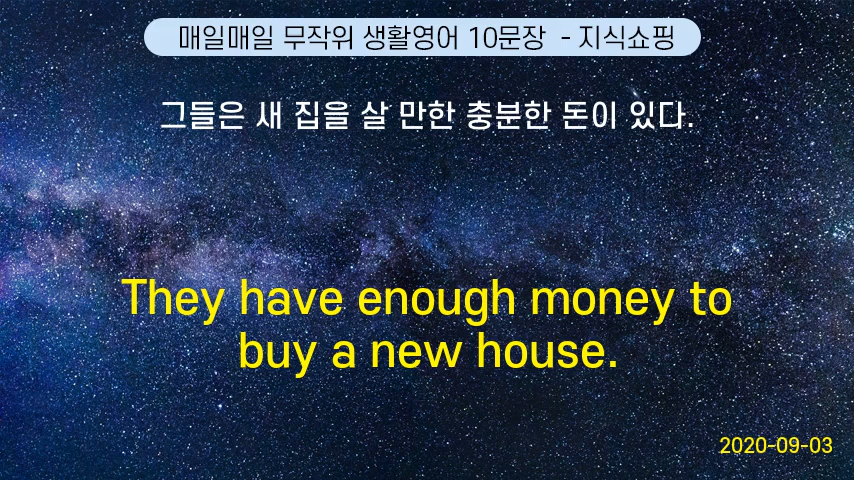 매일매일 무작위 생활영어 10문장 - 지식쇼핑
그들은 새 집을 살 만한 충분한 돈이 있다.
They have enough money to
buy a new house.
2020-09-03